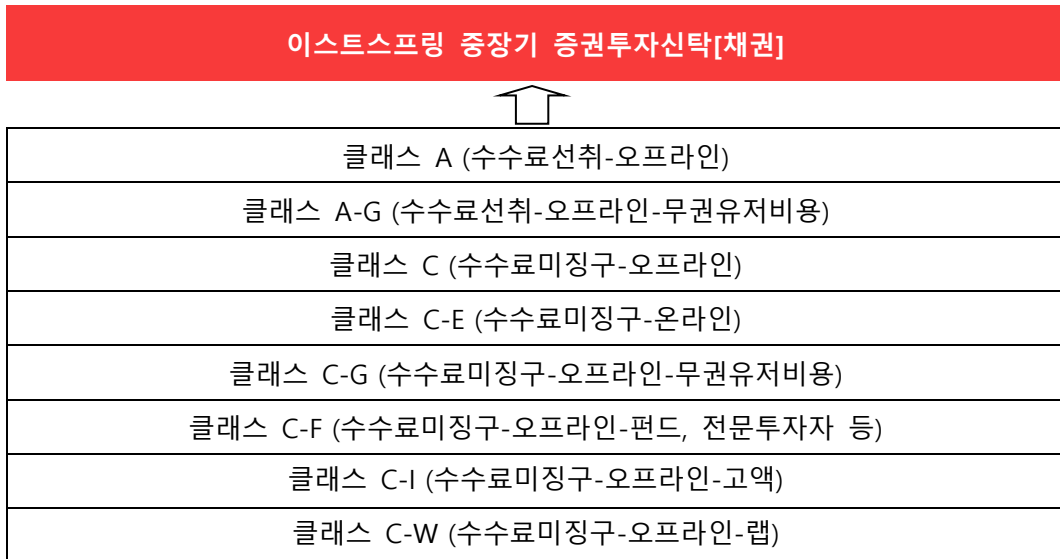 이스트스프링 중장기 증권투자신탁[채권]
클래스 A (수수료선취-오프라인)
클래스 A-G (수수료선취-오프라인-무권유저비용)
클래스 C (수수료미징구-오프라인)
클래스 C-E (수수료미징구-온라인)
클래스 C-G (수수료미징구-오프라인-무권유저비용)
클래스 C-F (수수료미징구-오프라인-펀드, 전문투자자 등)
클래스 C-I (수수료미징구-오프라인-고액)
클래스 C-W (수수료미징구-오프라인-랩)